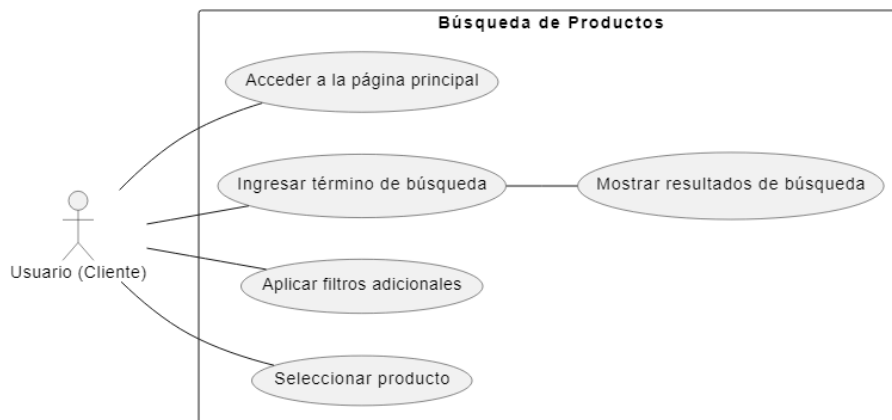 Búsqueda de Productos
Acceder a la página principal
Ingresar término de búsqueda
Mostrar resultados de búsqueda
Usuario (Cliente)
Aplicar filtros adicionales
Seleccionar producto